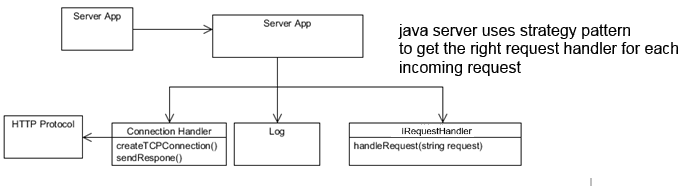 Server App
Server App
java server uses strategy pattern
to get the right request handler for each
incoming request
HTTP Protocol
Connection Handler
createTCPConnection()
sendRespone()
Log
iRequestHandler
handleRequest(string request)